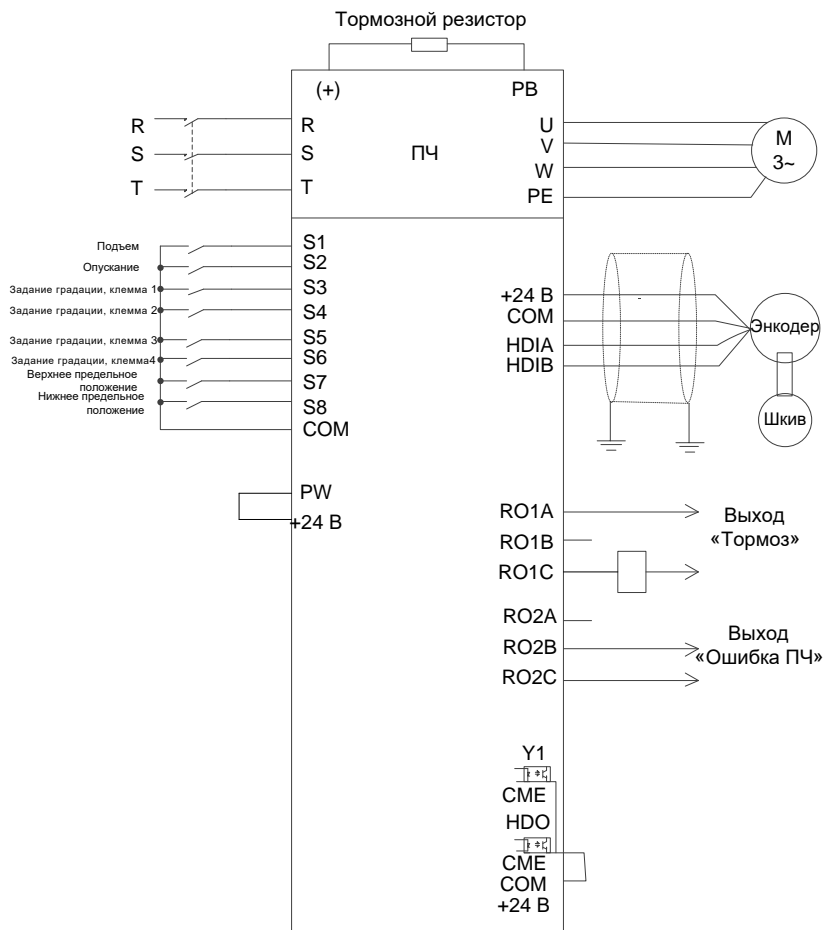 Тормозной резистор
(+)
PB
R
R
S
S
T
T
ПЧ
U
V
W
PE
M
3~
Подъем
S1
Опускание
S2
Задание градации, клемма 1
S3
Задание градации, клемма 2
S4
Задание градации, клемма 3
S5
Задание градации, клемма4
S6
Верхнее предельное
положение
S7
Нижнее предельное
положение
S8
COM
+24 В
COM
HDIA
HDIB
Энкодер
Шкив
PW
+24 В
RO1A
RO1B
RO1C
Выход
«Тормоз»
RO2A
RO2B
RO2C
Выход
«Ошибка ПЧ»
Y1
CME
HDO
CME
COM
+24 В